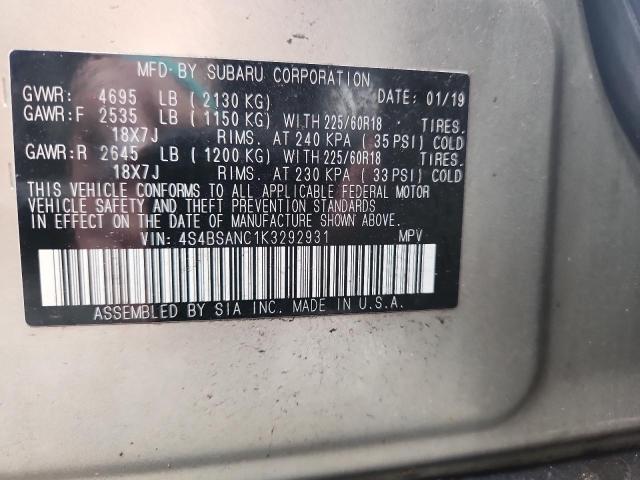 MFD. BY SUBARU CORPORATION
GVWR: 4695 LB (2130 KG) DATE: 01/19
GAWR:F 2535 LB (1150 KG) WITH 225/60R18 TIRES.
18X7J RIMS. AT 240 KPA (35 PSI) COLD
GAWR:R 2645 LB (1200 KG) WITH 225/60R18 TIRES.
18X7J RIMS. AT 230 KPA (33 PSI) COLD
THIS VEHICLE CONFORMS TO ALL APPLICABLE FEDERAL MOTOR
VEHICLE SAFETY AND THEFT PREVENTION STANDARDS
IN EFFECT ON THE DATE OF MANUFACTURE SHOWN ABOVE.
VIN: 4S4BSANC1K3292931 MPV
ASSEMBLED BY SIA INC. MADE IN U.S.A.